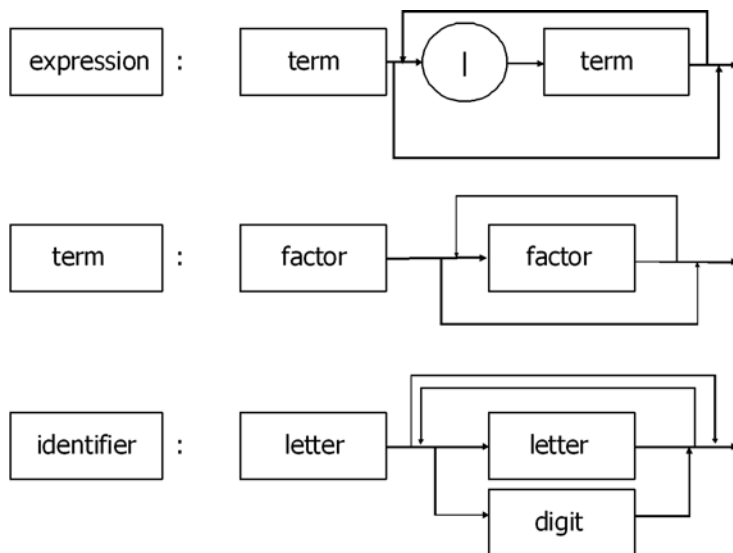 expression : term | term
term : factor factor
identifier : letter letter
digit